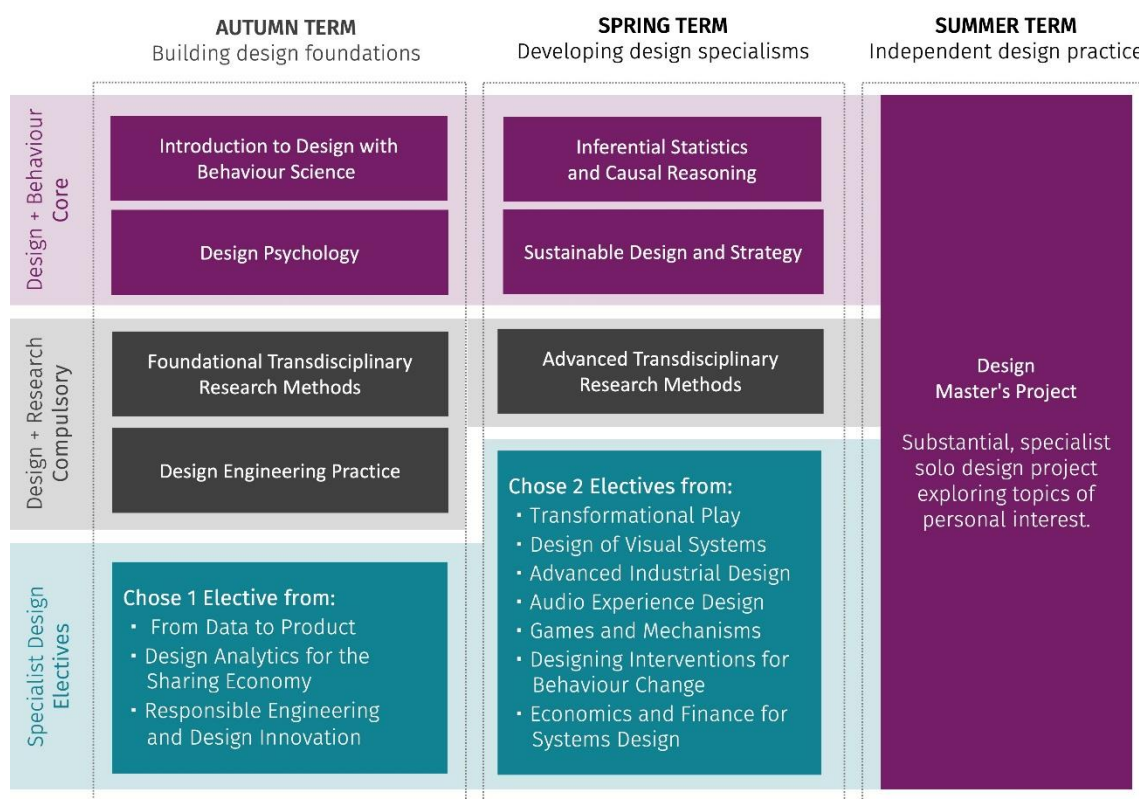 AUTUMN TERM
Building design foundations
SPRING TERM
Developing design specialisms
SUMMER TERM
Independent design practice
Design + Behaviour
Core
Introduction to Design with
Behaviour Science
Design Psychology
Inferential Statistics
and Causal Reasoning
Sustainable Design and Strategy
Design + Research
Compulsory
Foundational Transdisciplinary
Research Methods
Design Engineering Practice
Advanced Transdisciplinary
Research Methods
Specialist Design
Electives
Chose 1 Elective from:
• From Data to Product
• Design Analytics for the
Sharing Economy
• Responsible Engineering
and Design Innovation
Chose 2 Electives from:
• Transformational Play
• Design of Visual Systems
• Advanced Industrial Design
• Audio Experience Design
• Games and Mechanisms
• Designing Interventions for
Behaviour Change
• Economics and Finance for
Systems Design
Design
Master's Project
Substantial, specialist
solo design project
exploring topics of
personal interest.